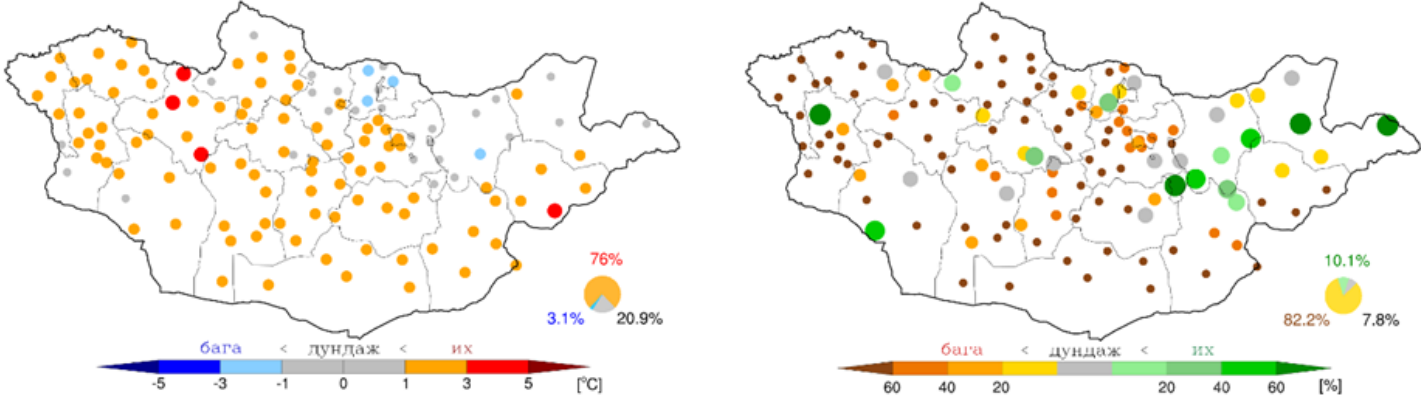 76%
3.1%
20.9%
бага < дундаж < их
-5 -3 -1 0 1 3 5 [°C]
10.1%
82.2%
7.8%
бага < дундаж < их
60 40 20 20 40 60 [%]